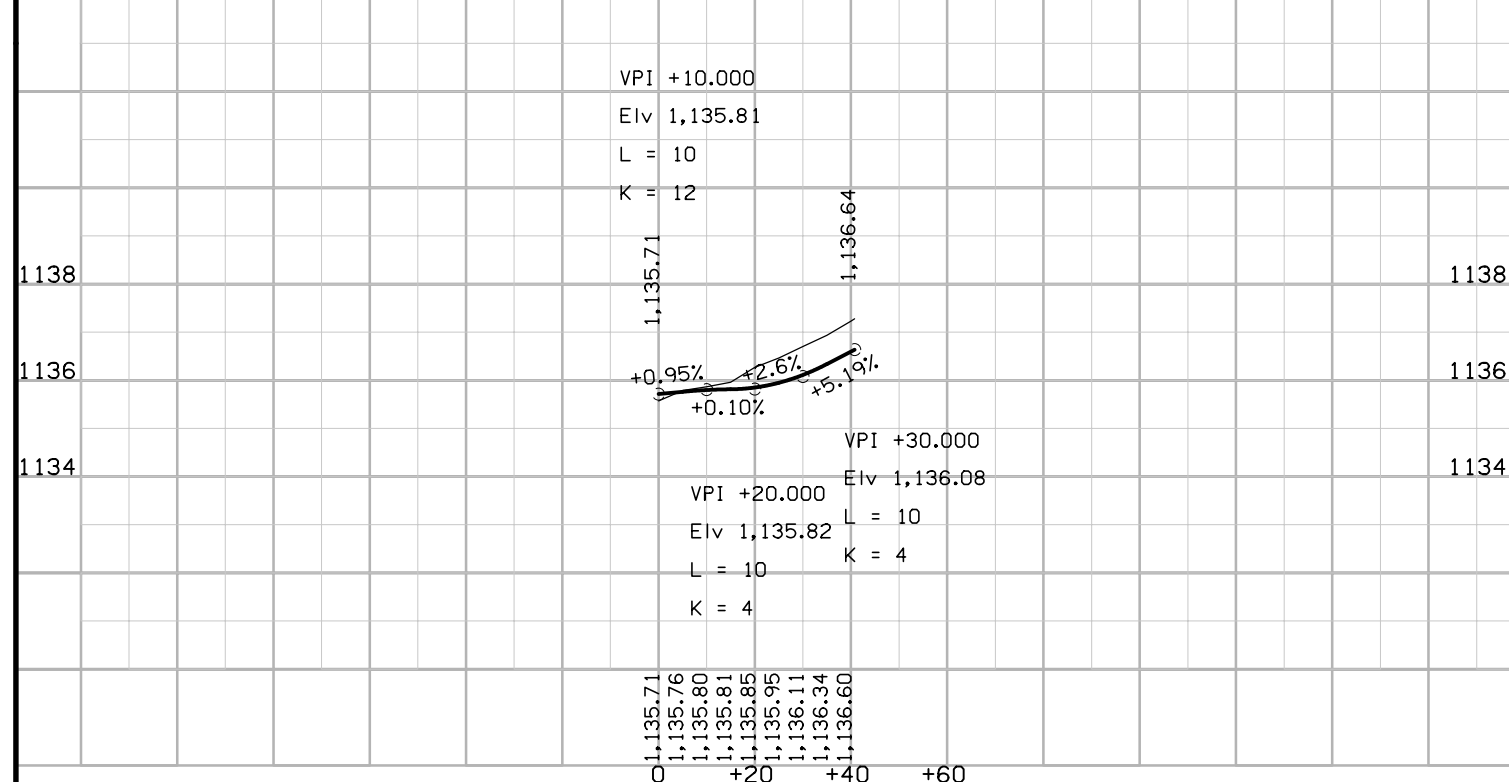 VPI +10.000
Elv 1,135.81
L = 10
K = 12
1,135.71
1,136.64
1138
1138
1136
1136
+0.95%
+0.10%
+2.6%
+5.19%
1134
1134
VPI +30.000
Elv 1,136.08
L = 10
K = 4
VPI +20.000
Elv 1,135.82
L = 10
K = 4
1,135.71
1,135.76
1,135.80
1,135.81
1,135.85
1,135.95
1,136.11
1,136.34
1,136.60
0 +20 +40 +60